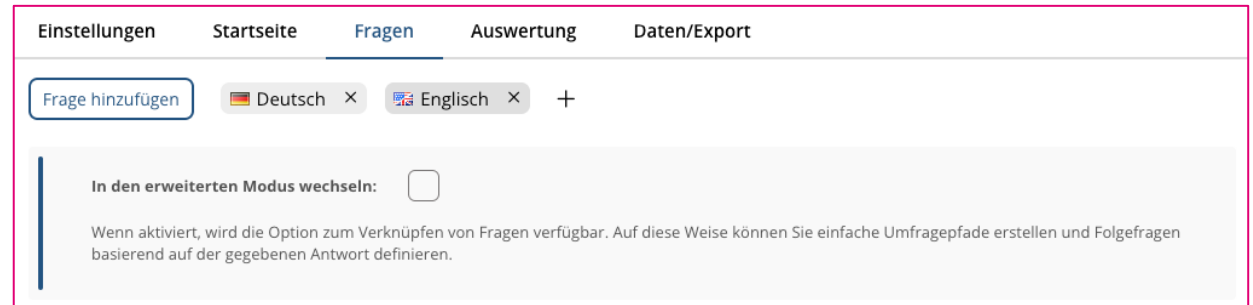 Einstellungen Startseite Fragen Auswertung Daten/Export
Frage hinzufügen Deutsch × Englisch × +
In den erweiterten Modus wechseln:
Wenn aktiviert, wird die Option zum Verknüpfen von Fragen verfügbar. Auf diese Weise können Sie einfache Umfragepfade erstellen und Folgefragen
basierend auf der gegebenen Antwort definieren.